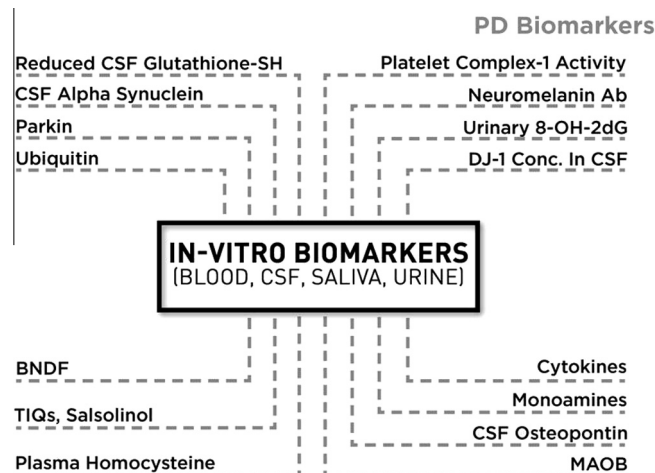 PD Biomarkers
Reduced CSF Glutathione-SH
CSF Alpha Synuclein
Parkin
Ubiquitin
Platelet Complex-1 Activity
Neuromelanin Ab
Urinary 8-OH-2dG
DJ-1 Conc. In CSF
IN-VITRO BIOMARKERS
(BLOOD, CSF, SALIVA, URINE)
BNDF
TIQs, Salsolinol
Plasma Homocysteine
Cytokines
Monoamines
CSF Osteopontin
MAOB